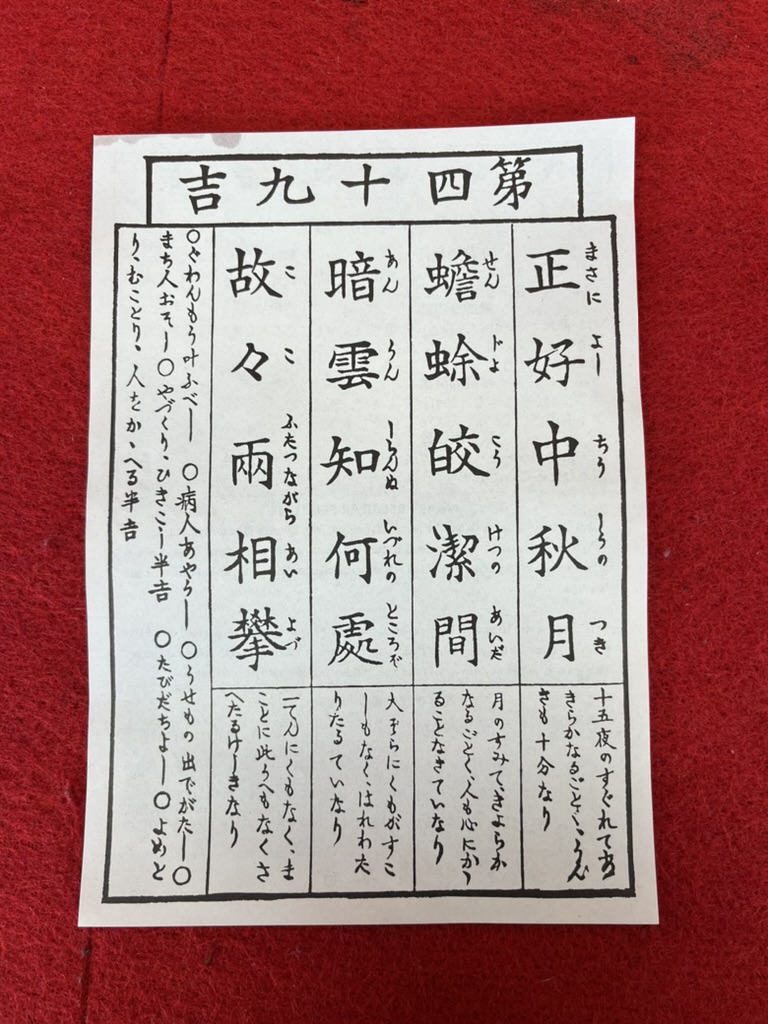 第四十九吉
正好中秋月
まさに よし ちう しうの つき
十五夜のすぐれてあ
きらかなるごとく、うん
きも十分なり
蟾蜍皎潔間
せん じよ こう けつの あいだ
月のすみて、きよらか
なるごとく、人も心にかゝ
ることなきていなり
暗雲知何處
あん うん しらんぬ いづれの ところぞ
大ぞらにくもがすこ
しもなく、はれわた
りたるていなり
故々兩相攀
こ こ ふたつながら あい よづ
一てんにくもなく、ま
ことに此うへもなくさ
へたるけしきなり
○ぐわんもう叶ふべし ○病人あやうし ○うせもの出でがたし ○
まち人おそし ○やづくり、ひきこし半吉 ○たびだちよし ○よめと
り、むことり、人をかゝへる半吉